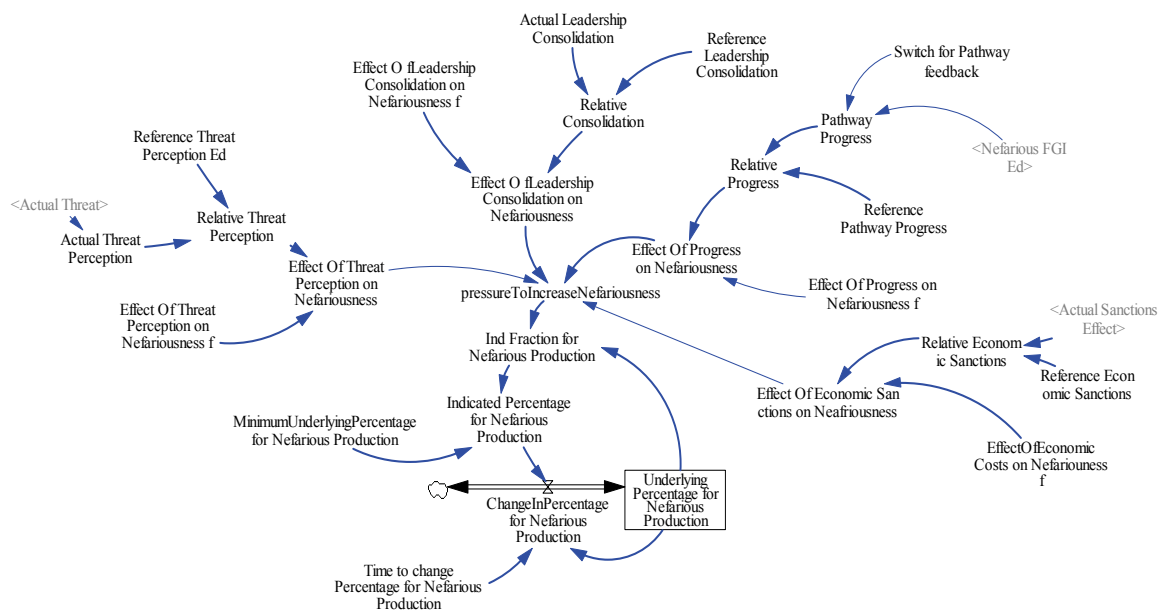 Actual Leadership
Consolidation
Reference
Leadership
Consolidation
Switch for Pathway
feedback
Effect O fLeadership
Consolidation on
Nefariousness f
Relative
Consolidation
Pathway
Progress
<Nefarious FGI
Ed>
Reference Threat
Perception Ed
Relative
Progress
Effect O fLeadership
Consolidation on
Nefariousness
Reference
Pathway Progress
<Actual Threat>
Relative Threat
Perception
Actual Threat
Perception
Effect Of Progress
on Nefariousness
Effect Of Threat
Perception on
Nefariousness
pressureToIncreaseNefariousness
Effect Of Progress on
Nefariousness f
Effect Of Threat
Perception on
Nefariousness f
<Actual Sanctions
Effect>
Ind Fraction for
Nefarious Production
Relative Econom
ic Sanctions
Reference Econ
omic Sanctions
Effect Of Economic San
ctions on Neafriousness
Indicated Percentage
for Nefarious
Production
MinimumUnderlyingPercentage
for Nefarious Production
EffectOfEconomic
Costs on Nefariouness
f
Underlying
Percentage for
Nefarious
Production
ChangeInPercentage
for Nefarious
Production
Time to change
Percentage for Nefarious
Production